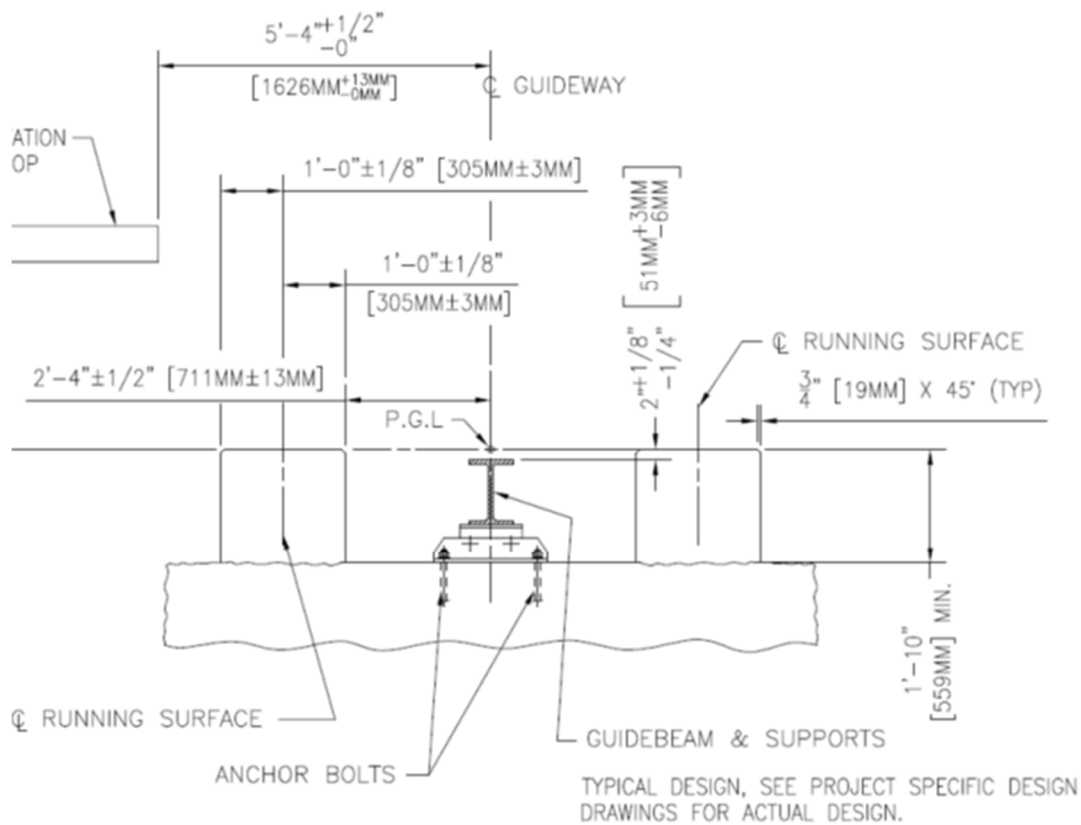 5'-4"+1/2"
-0"
[1626MM+13MM
-0MM]
℄ GUIDEWAY
ATION
OP
1'-0"±1/8" [305MM±3MM]
[51MM+3MM
-6MM]
1'-0"±1/8"
[305MM±3MM]
2"+1/8"
-1/4"
℄ RUNNING SURFACE
2'-4"±1/2" [711MM±13MM]
3/4" [19MM] X 45° (TYP)
P.G.L
1'-10"
[559MM] MIN.
℄ RUNNING SURFACE
GUIDEBEAM & SUPPORTS
ANCHOR BOLTS
TYPICAL DESIGN, SEE PROJECT SPECIFIC DESIGN
DRAWINGS FOR ACTUAL DESIGN.